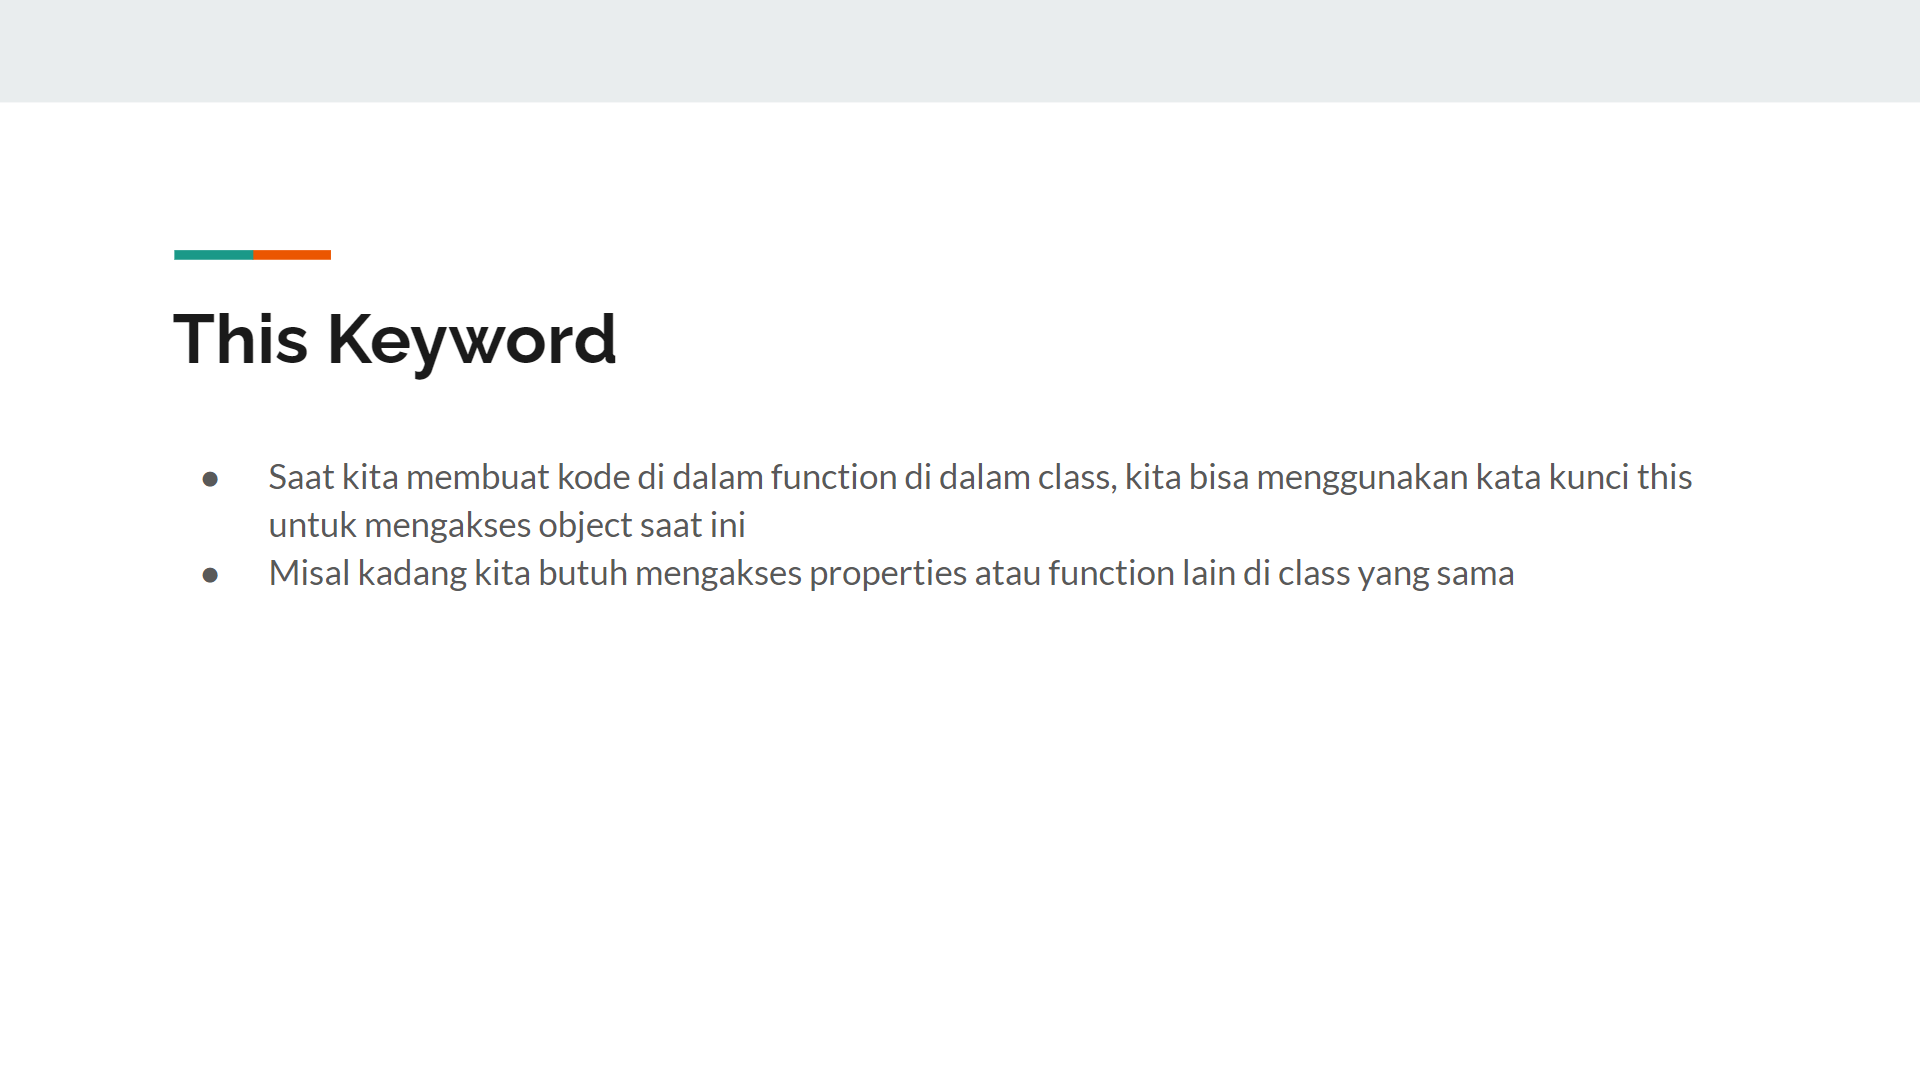 This Keyword
● Saat kita membuat kode di dalam function di dalam class, kita bisa menggunakan kata kunci this
untuk mengakses object saat ini
● Misal kadang kita butuh mengakses properties atau function lain di class yang sama